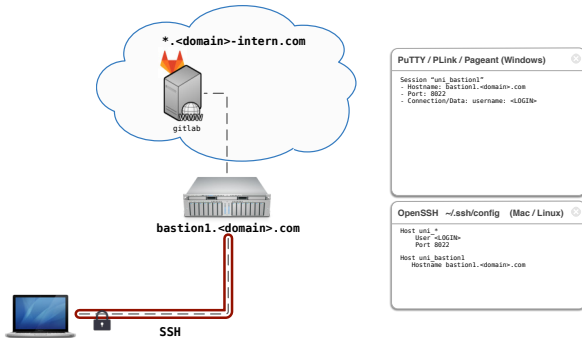 *.<domain>-intern.com
WWW
gitlab
bastion1.<domain>.com
SSH
PuTTY / PLink / Pageant (Windows)
Session "uni_bastion1"
- Hostname: bastion1.<domain>.com
- Port: 8022
- Connection/Data: username: <LOGIN>
OpenSSH ~/.ssh/config (Mac / Linux)
Host uni_*
User <LOGIN>
Port 8022
Host uni_bastion1
Hostname bastion1.<domain>.com